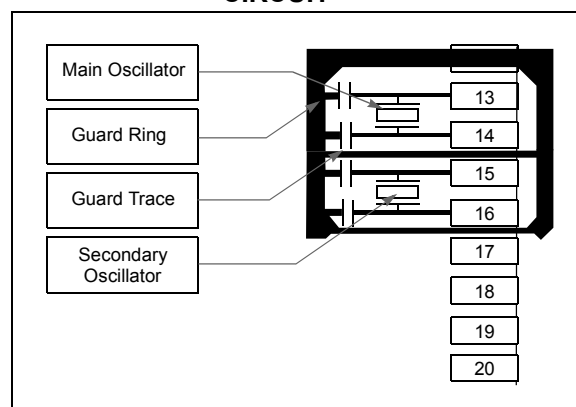 Main Oscillator
Guard Ring
Guard Trace
Secondary
Oscillator
13
14
15
16
17
18
19
20